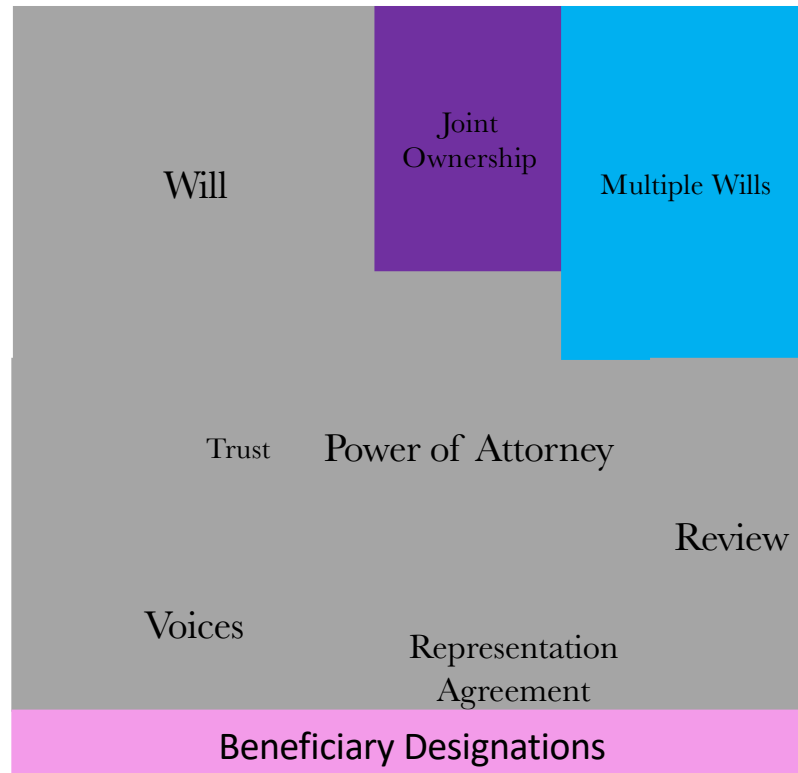 Joint
Ownership
Will
Multiple Wills
Trust
Power of Attorney
Review
Voices
Representation
Agreement
Beneficiary Designations